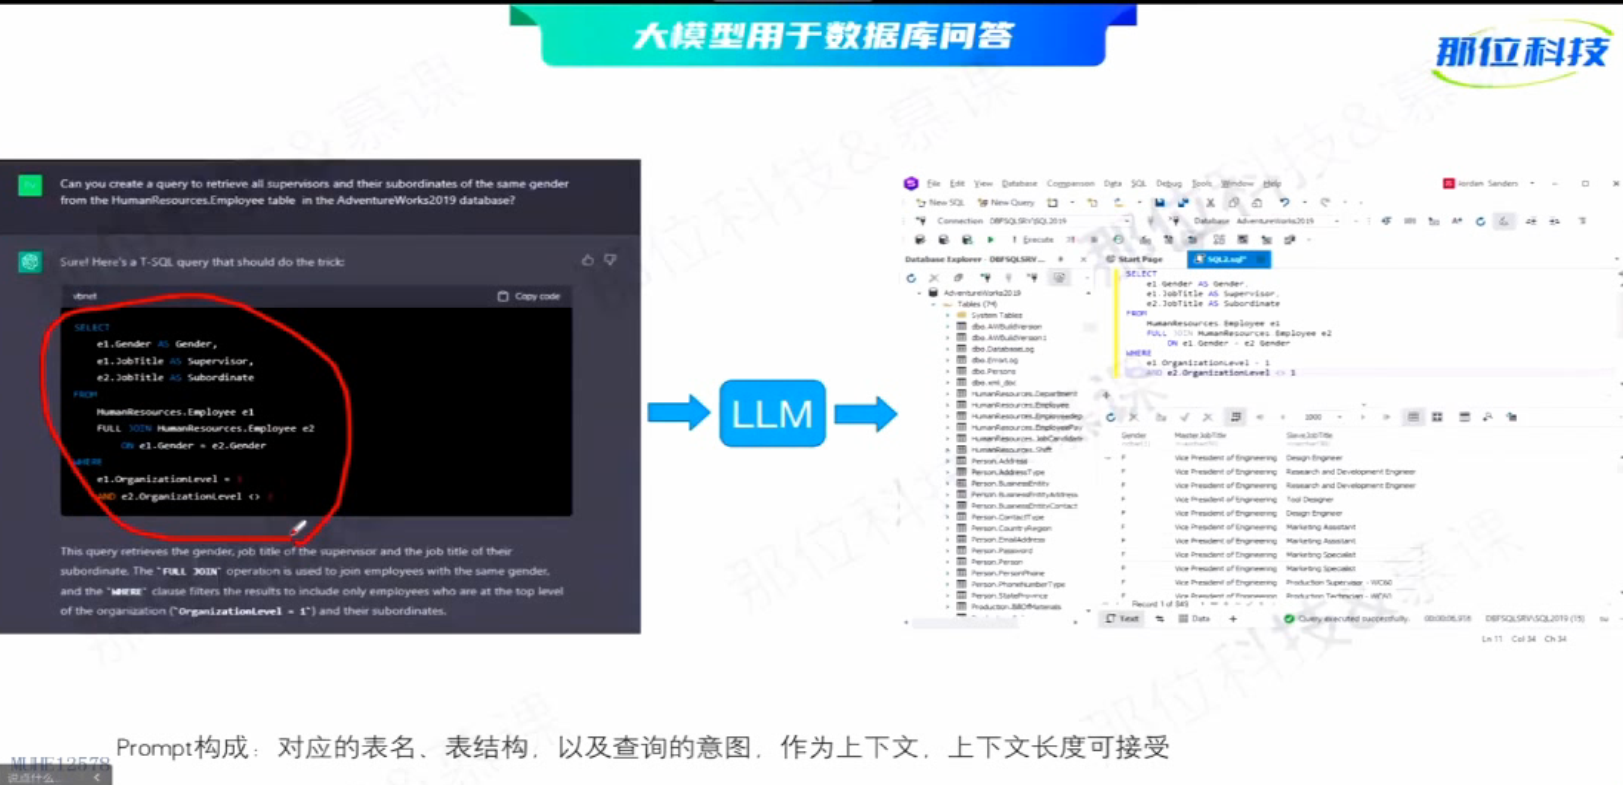 大模型用于数据库问答
那位科技
Can you create a query to retrieve all supervisors and their subordinates of the same gender
from the HumanResources.Employee table in the AdventureWorks2019 database?
Sure! Here's a T-SQL query that should do the trick:
vbnet
Copy code
SELECT
e1.Gender AS Gender,
e1.JobTitle AS Supervisor,
e2.JobTitle AS Subordinate
FROM
HumanResources.Employee e1
FULL JOIN HumanResources.Employee e2
ON e1.Gender = e2.Gender
WHERE
e1.OrganizationLevel = 1
AND e2.OrganizationLevel <>
This query retrieves the gender, job title of the supervisor and the job title of their
subordinate. The "FULL JOIN" operation is used to join employees with the same gender,
and the "WHERE" clause filters the results to include only employees who are at the top level
of the organization ("OrganizationLevel = 1") and their subordinates.
LLM
File Edit View Database Comparison Data SQL Debug Tools Window Help
Jordan Sanders
New SQL New Query
Connection DBFSQLSRV\SQL2019
Database AdventureWorks2019
Execute
Database Explorer - DBFSQLSRV...
Start Page
SQL2.sql*
AdventureWorks2019
Tables (74)
System Tables
dbo.AWBuildVersion
dbo.AWBuildVersion1
dbo.DatabaseLog
dbo.ErrorLog
dbo.Persons
dbo.xml_doc
HumanResources.Department
HumanResources.Employee
HumanResources.Employeedep
HumanResources.EmployeePay
HumanResources.JobCandidate
HumanResources.Shift
Person.Address
Person.AddressType
Person.BusinessEntity
Person.BusinessEntityAddress
Person.BusinessEntityContact
Person.ContactType
Person.CountryRegion
Person.EmailAddress
Person.Password
Person.Person
Person.PersonPhone
Person.PhoneNumberType
Person.StateProvince
Production.BillOfMaterials
SELECT
e1.Gender AS Gender,
e1.JobTitle AS Supervisor,
e2.JobTitle AS Subordinate
FROM
HumanResources.Employee e1
FULL JOIN HumanResources.Employee e2
ON e1.Gender = e2.Gender
WHERE
e1.OrganizationLevel = 1
AND e2.OrganizationLevel <> 1
1000
Gender MasterJobTitle SlaveJobTitle
F Vice President of Engineering Design Engineer
F Vice President of Engineering Research and Development Engineer
F Vice President of Engineering Research and Development Engineer
F Vice President of Engineering Tool Designer
F Vice President of Engineering Design Engineer
F Vice President of Engineering Marketing Assistant
F Vice President of Engineering Marketing Assistant
F Vice President of Engineering Marketing Specialist
F Vice President of Engineering Marketing Specialist
F Vice President of Engineering Production Supervisor - WC60
F Vice President of Engineering Production Technician - WC60
Record 1 of 849
Text Data
Query executed successfully.
DBFSQLSRV\SQL2019 (15)
Ln 11 Col 34 Ch 34
Prompt构成：对应的表名、表结构，以及查询的意图，作为上下文，上下文长度可接受
MUHE12578
说点什么...
那位科技&慕课